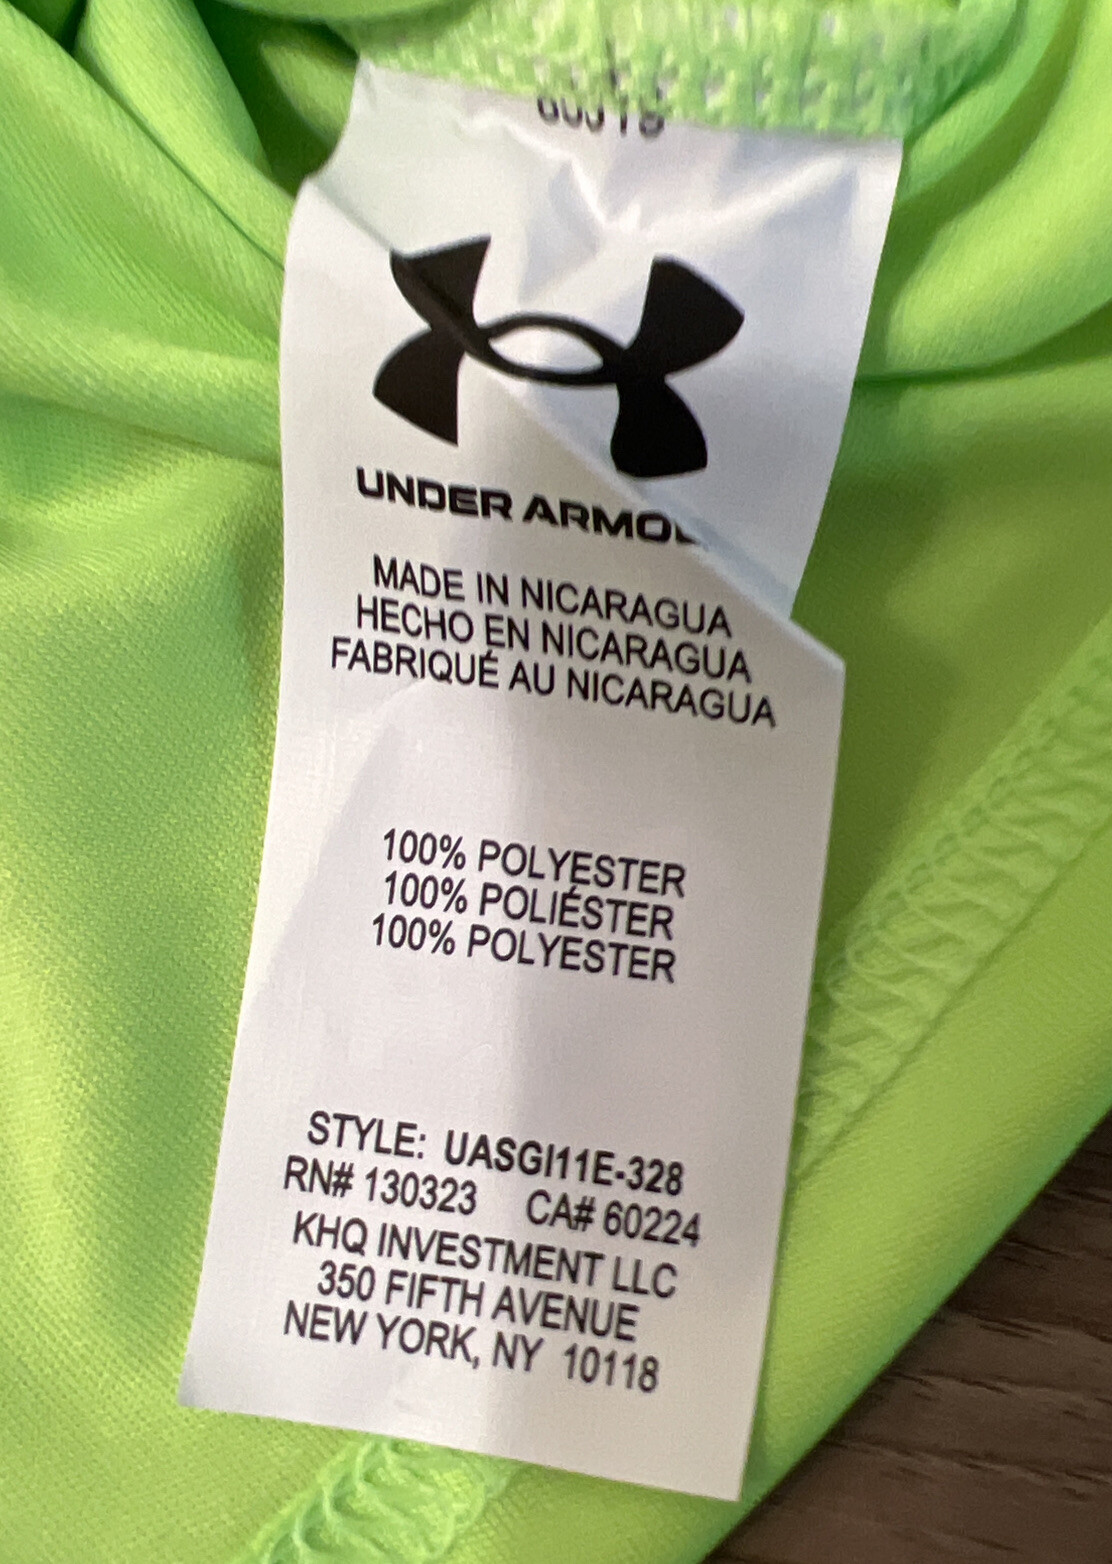 UNDER ARMO
MADE IN NICARAGUA
HECHO EN NICARAGUA
FABRIQUÉ AU NICARAGUA
100% POLYESTER
100% POLIÉSTER
100% POLYESTER
STYLE: UASGI11E-328
RN# 130323 CA# 60224
KHQ INVESTMENT LLC
350 FIFTH AVENUE
NEW YORK, NY 10118